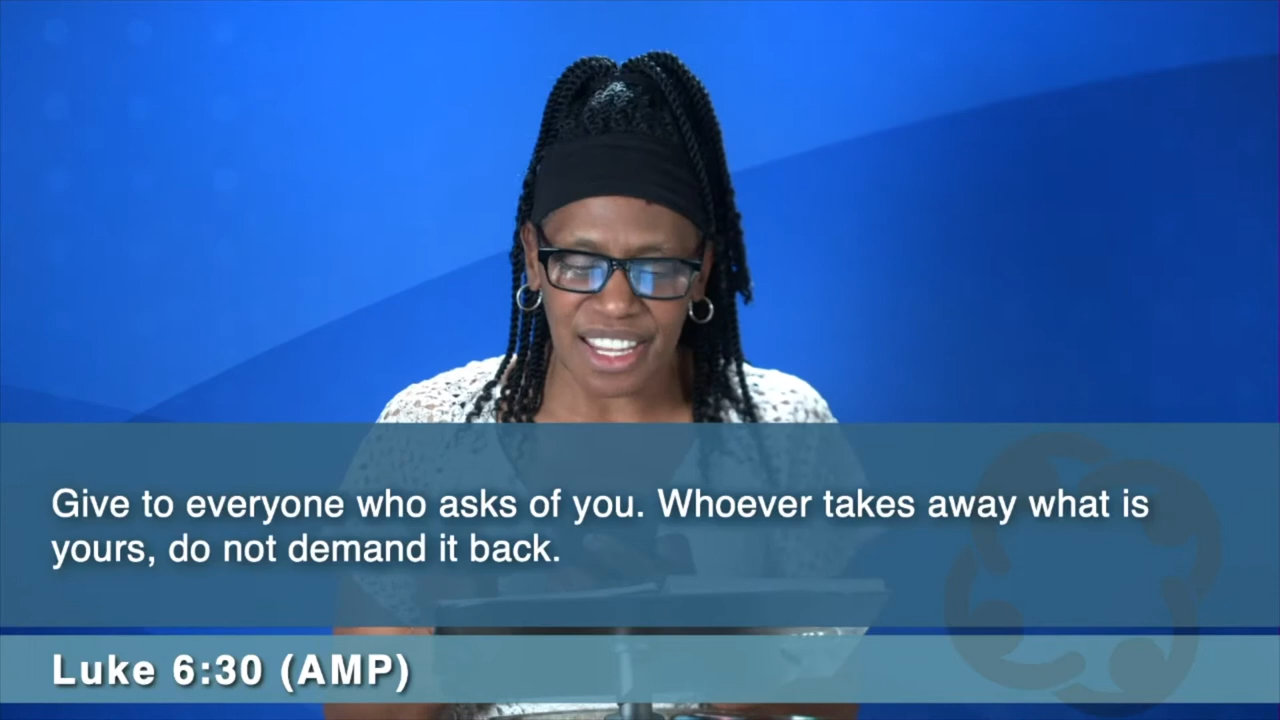 Give to everyone who asks of you. Whoever takes away what is
yours, do not demand it back.
Luke 6:30 (AMP)